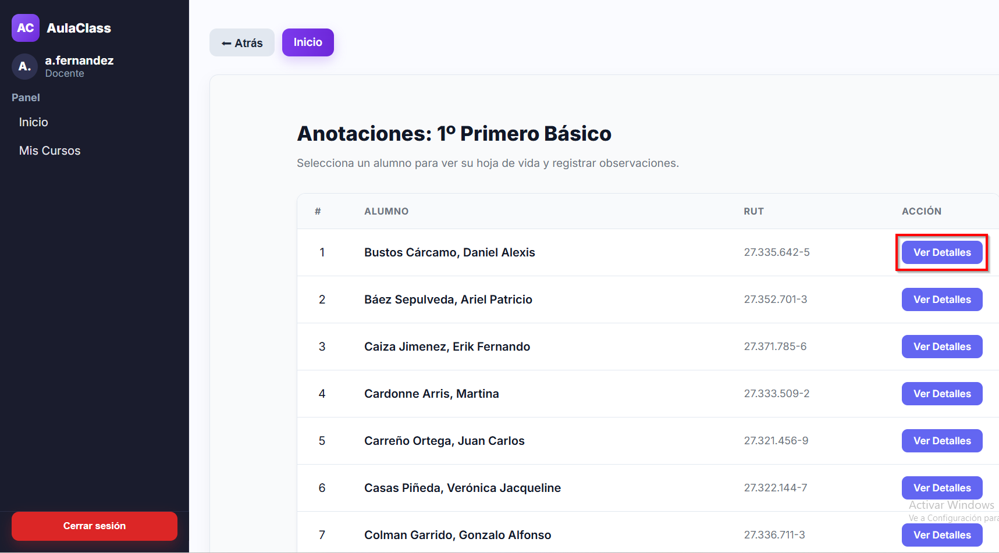 AC AulaClass
A. a.fernandez
Docente
Panel
Inicio
Mis Cursos
Cerrar sesión
← Atrás
Inicio
Anotaciones: 1º Primero Básico
Selecciona un alumno para ver su hoja de vida y registrar observaciones.
# ALUMNO RUT ACCIÓN
1 Bustos Cárcamo, Daniel Alexis 27.335.642-5 Ver Detalles
2 Báez Sepulveda, Ariel Patricio 27.352.701-3 Ver Detalles
3 Caiza Jimenez, Erik Fernando 27.371.785-6 Ver Detalles
4 Cardonne Arris, Martina 27.333.509-2 Ver Detalles
5 Carreño Ortega, Juan Carlos 27.321.456-9 Ver Detalles
6 Casas Piñeda, Verónica Jacqueline 27.322.144-7 Ver Detalles
Activar Windows
Ve a Configuración para
7 Colman Garrido, Gonzalo Alfonso 27.336.711-3 Ver Detalles